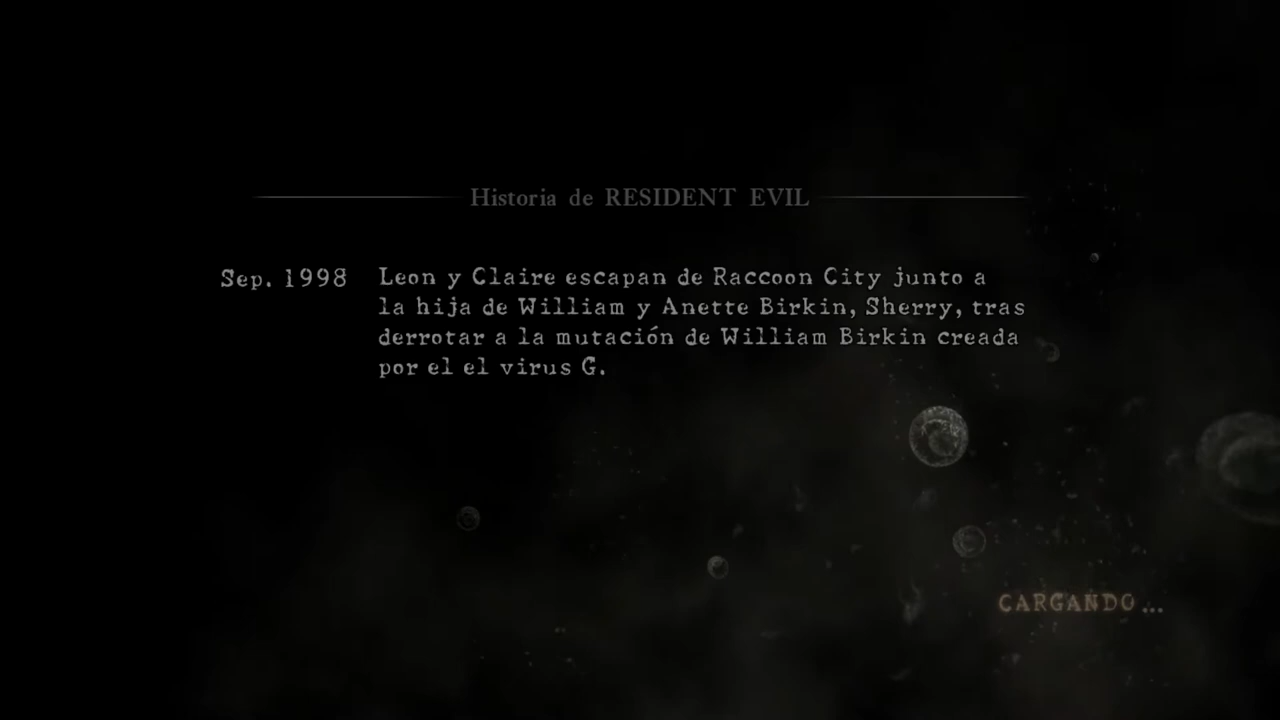 Historia de RESIDENT EVIL
Sep. 1998 Leon y Claire escapan de Raccoon City junto a
la hija de William y Anette Birkin, Sherry, tras
derrotar a la mutación de William Birkin creada
por el el virus G.
CARGANDO...